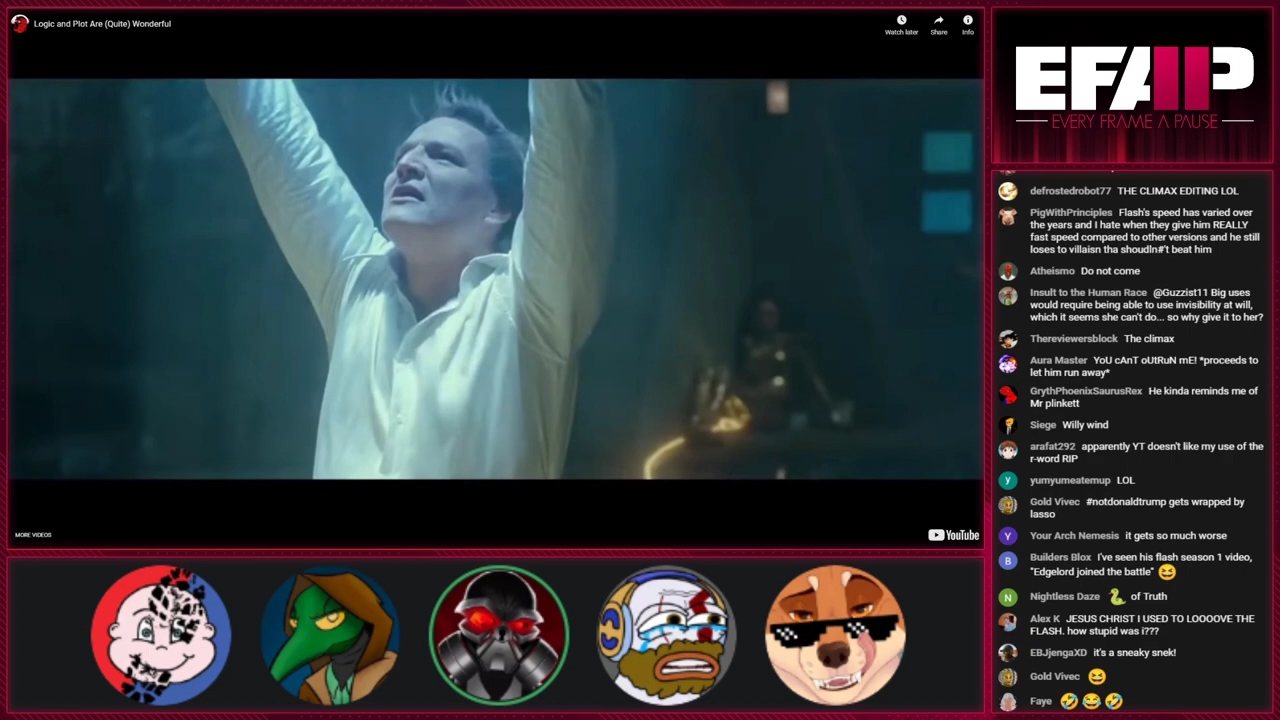 Logic and Plot Are (Quite) Wonderful
Watch later
Share
Info
MORE VIDEOS
YouTube
EFAP
EVERY FRAME A PAUSE
defrostedrobot77 THE CLIMAX EDITING LOL
PigWithPrinciples Flash's speed has varied over
the years and I hate when they give him REALLY
fast speed compared to other versions and he still
loses to villaisn tha shoudln#'t beat him
Atheismo Do not come
Insult to the Human Race @Guzzist11 Big uses
would require being able to use invisibility at will,
which it seems she can't do... so why give it to her?
Thereviewersblock The climax
Aura Master YoU cAnT oUtRuN mE! *proceeds to
let him run away*
GrythPhoenixSaurusRex He kinda reminds me of
Mr plinkett
Siege Willy wind
arafat292 apparently YT doesn't like my use of the
r-word RIP
y
yumyumeatemup LOL
Gold Vivec #notdonaldtrump gets wrapped by
lasso
Y
Your Arch Nemesis it gets so much worse
B
Builders Blox I've seen his flash season 1 video,
"Edgelord joined the battle" 😆
N
Nightless Daze 🐍 of Truth
Alex K JESUS CHRIST I USED TO LOOOOVE THE
FLASH. how stupid was i???
EBJjengaXD it's a sneaky snek!
Gold Vivec 😆
Faye 🤣😂🤣